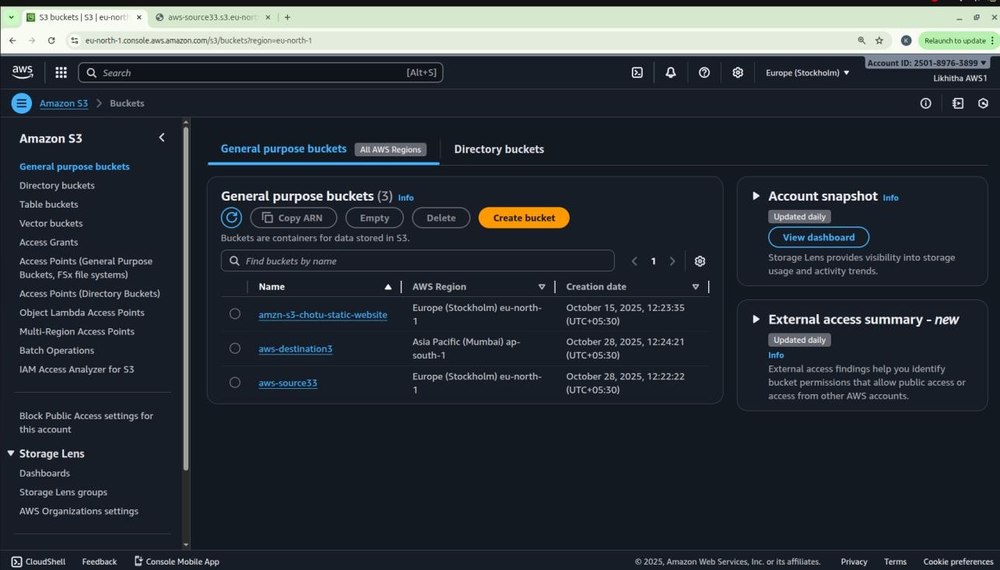 S3 buckets | S3 | eu-north
aws-source33.s3.eu-nort
eu-north-1.console.aws.amazon.com/s3/buckets?region=eu-north-1
K
Relaunch to update
aws
Search
[Alt+S]
Europe (Stockholm)
Account ID: 2501-8976-3899
Likhitha AWS1
Amazon S3
Buckets
Amazon S3
General purpose buckets
Directory buckets
Table buckets
Vector buckets
Access Grants
Access Points (General Purpose
Buckets, FSx file systems)
Access Points (Directory Buckets)
Object Lambda Access Points
Multi-Region Access Points
Batch Operations
IAM Access Analyzer for S3
Block Public Access settings for
this account
Storage Lens
Dashboards
Storage Lens groups
AWS Organizations settings
General purpose buckets
All AWS Regions
Directory buckets
General purpose buckets (3) Info
Copy ARN
Empty
Delete
Create bucket
Buckets are containers for data stored in S3.
Find buckets by name
1
Name
AWS Region
Creation date
amzn-s3-chotu-static-website
Europe (Stockholm) eu-north-
1
October 15, 2025, 12:23:35
(UTC+05:30)
aws-destination3
Asia Pacific (Mumbai) ap-
south-1
October 28, 2025, 12:24:21
(UTC+05:30)
aws-source33
Europe (Stockholm) eu-north-
1
October 28, 2025, 12:22:22
(UTC+05:30)
Account snapshot Info
Updated daily
View dashboard
Storage Lens provides visibility into storage
usage and activity trends.
External access summary - new
Updated daily
Info
External access findings help you identify
bucket permissions that allow public access or
access from other AWS accounts.
CloudShell
Feedback
Console Mobile App
© 2025, Amazon Web Services, Inc. or its affiliates.
Privacy
Terms
Cookie preferences